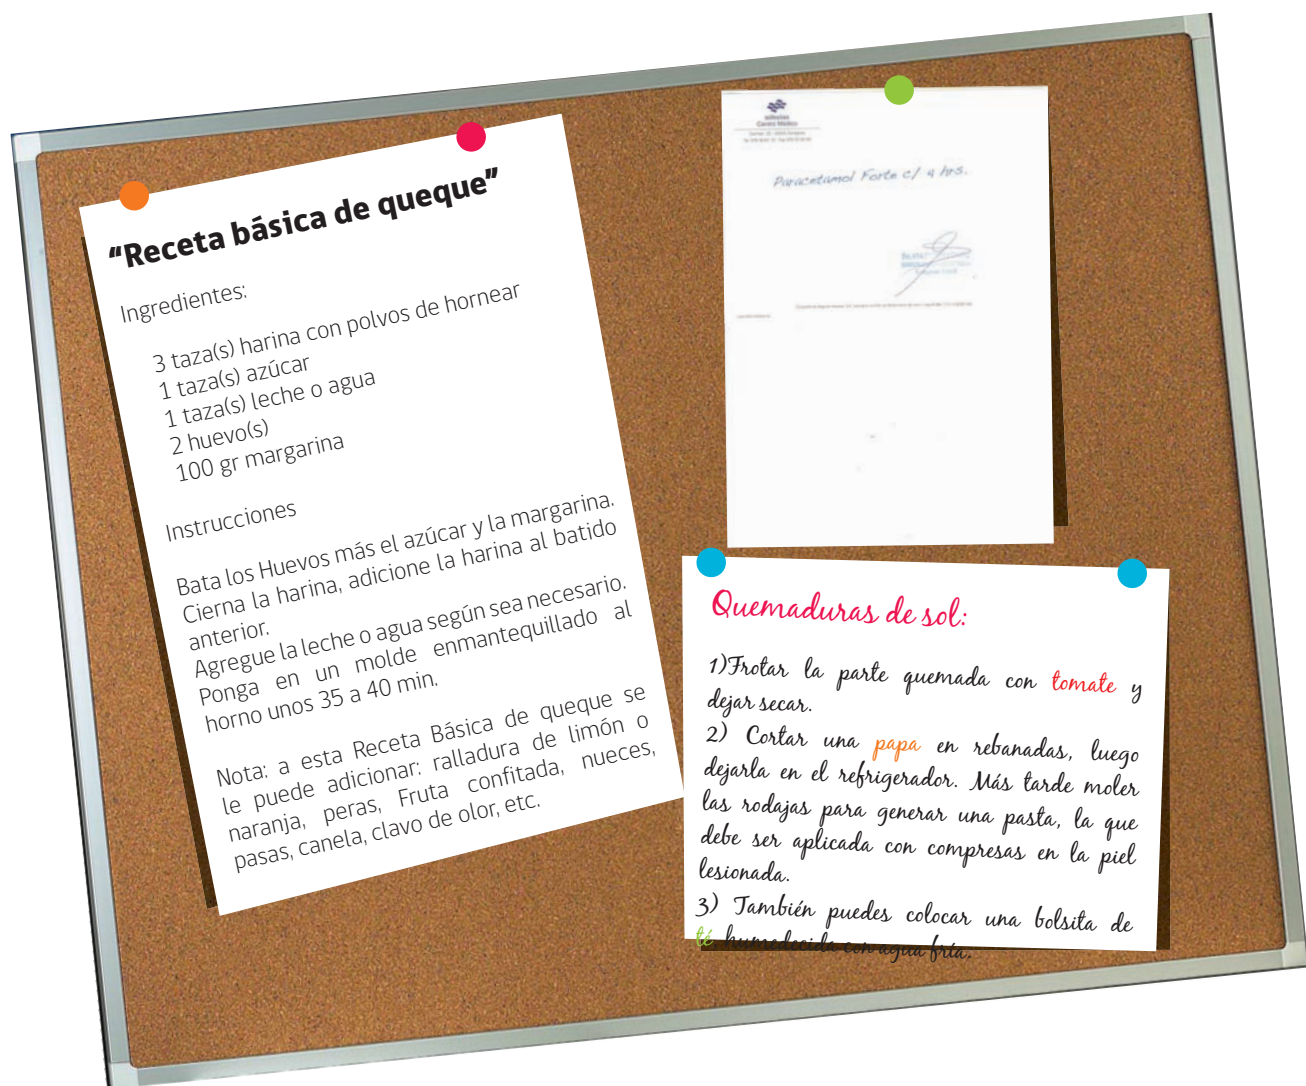 “Receta básica de queque”
Ingredientes:
3 taza(s) harina con polvos de hornear
1 taza(s) azúcar
1 taza(s) leche o agua
2 huevo(s)
100 gr margarina
Instrucciones
Bata los Huevos más el azúcar y la margarina.
Cierna la harina, adicione la harina al batido
anterior.
Agregue la leche o agua según sea necesario.
Ponga en un molde enmantequillado al
horno unos 35 a 40 min.
Nota: a esta Receta Básica de queque se
le puede adicionar: ralladura de limón o
naranja, peras, Fruta confitada, nueces,
pasas, canela, clavo de olor, etc.
Centro Médico
Paracetamol Forte c/ 4 hrs.
Quemaduras de sol:
1)Frotar la parte quemada con tomate y
dejar secar.
2) Cortar una papa en rebanadas, luego
dejarla en el refrigerador. Más tarde moler
las rodajas para generar una pasta, la que
debe ser aplicada con compresas en la piel
lesionada.
3) También puedes colocar una bolsita de
té humedecida con agua fría.